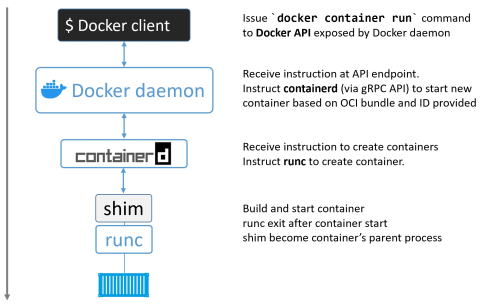 $ Docker client
Issue `docker container run` command
to Docker API exposed by Docker daemon
Docker daemon
Receive instruction at API endpoint.
Instruct containerd (via gRPC API) to start new
container based on OCI bundle and ID provided
containerd
Receive instruction to create containers
Instruct runc to create container.
shim
runc
Build and start container
runc exit after container start
shim become container's parent process